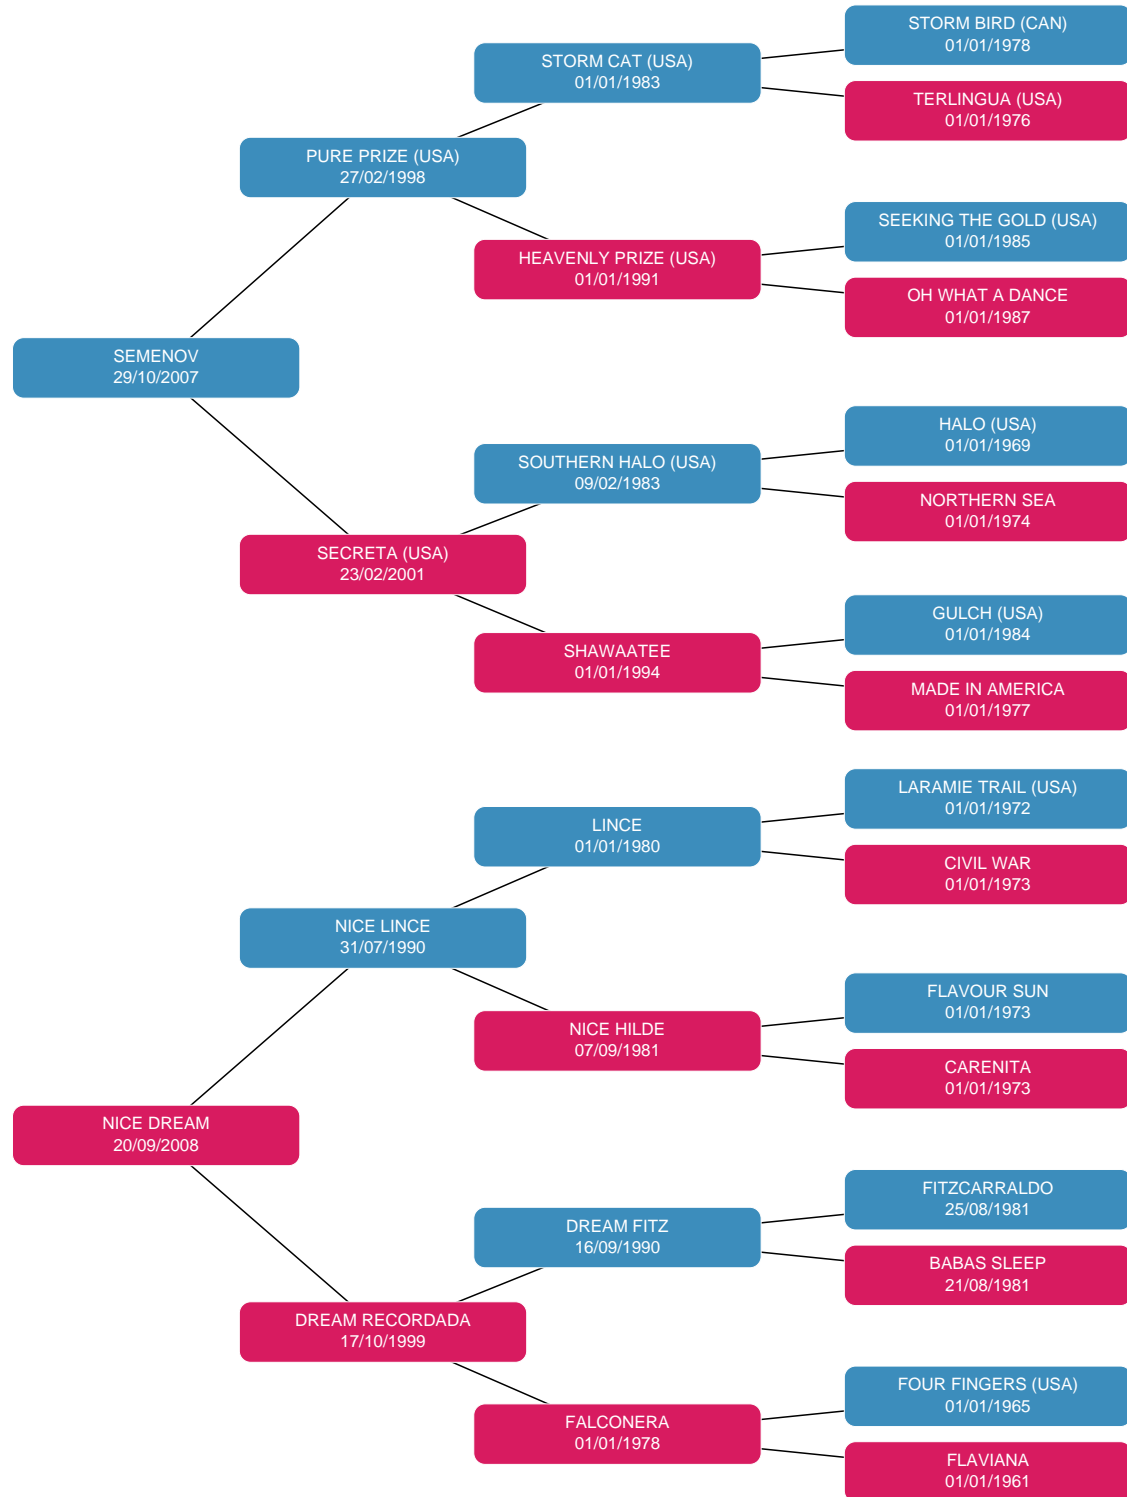 STORM BIRD (CAN)
01/01/1978
STORM CAT (USA)
01/01/1983
TERLINGUA (USA)
01/01/1976
PURE PRIZE (USA)
27/02/1998
SEEKING THE GOLD (USA)
01/01/1985
HEAVENLY PRIZE (USA)
01/01/1991
OH WHAT A DANCE
01/01/1987
SEMENOV
29/10/2007
HALO (USA)
01/01/1969
SOUTHERN HALO (USA)
09/02/1983
NORTHERN SEA
01/01/1974
SECRETA (USA)
23/02/2001
GULCH (USA)
01/01/1984
SHAWAATEE
01/01/1994
MADE IN AMERICA
01/01/1977
LARAMIE TRAIL (USA)
01/01/1972
LINCE
01/01/1980
CIVIL WAR
01/01/1973
NICE LINCE
31/07/1990
FLAVOUR SUN
01/01/1973
NICE HILDE
07/09/1981
CARENITA
01/01/1973
NICE DREAM
20/09/2008
FITZCARRALDO
25/08/1981
DREAM FITZ
16/09/1990
BABAS SLEEP
21/08/1981
DREAM RECORDADA
17/10/1999
FOUR FINGERS (USA)
01/01/1965
FALCONERA
01/01/1978
FLAVIANA
01/01/1961